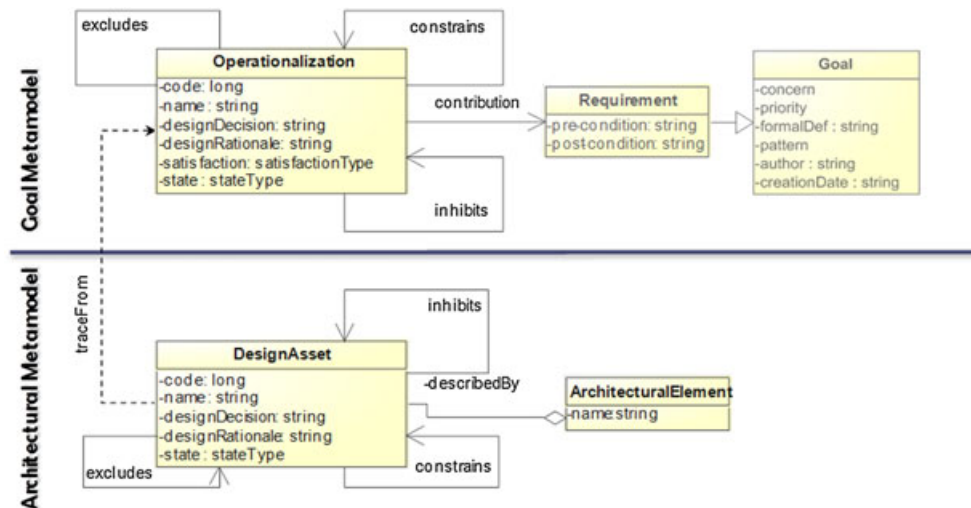 Goal Metamodel
excludes
constrains
Operationalization
-code: long
-name: string
-designDecision: string
-designRationale: string
-satisfaction: satisfactionType
-state: stateType
contribution
inhibits
Requirement
-pre-condition: string
-postcondition: string
Goal
-concern
-priority
-formalDef : string
-pattern
-author : string
-creationDate : string
traceFrom
Architectural Metamodel
inhibits
DesignAsset
-code: long
-name: string
-designDecision: string
-designRationale: string
-state: stateType
-describedBy
ArchitecturalElement
-name:string
excludes
constrains